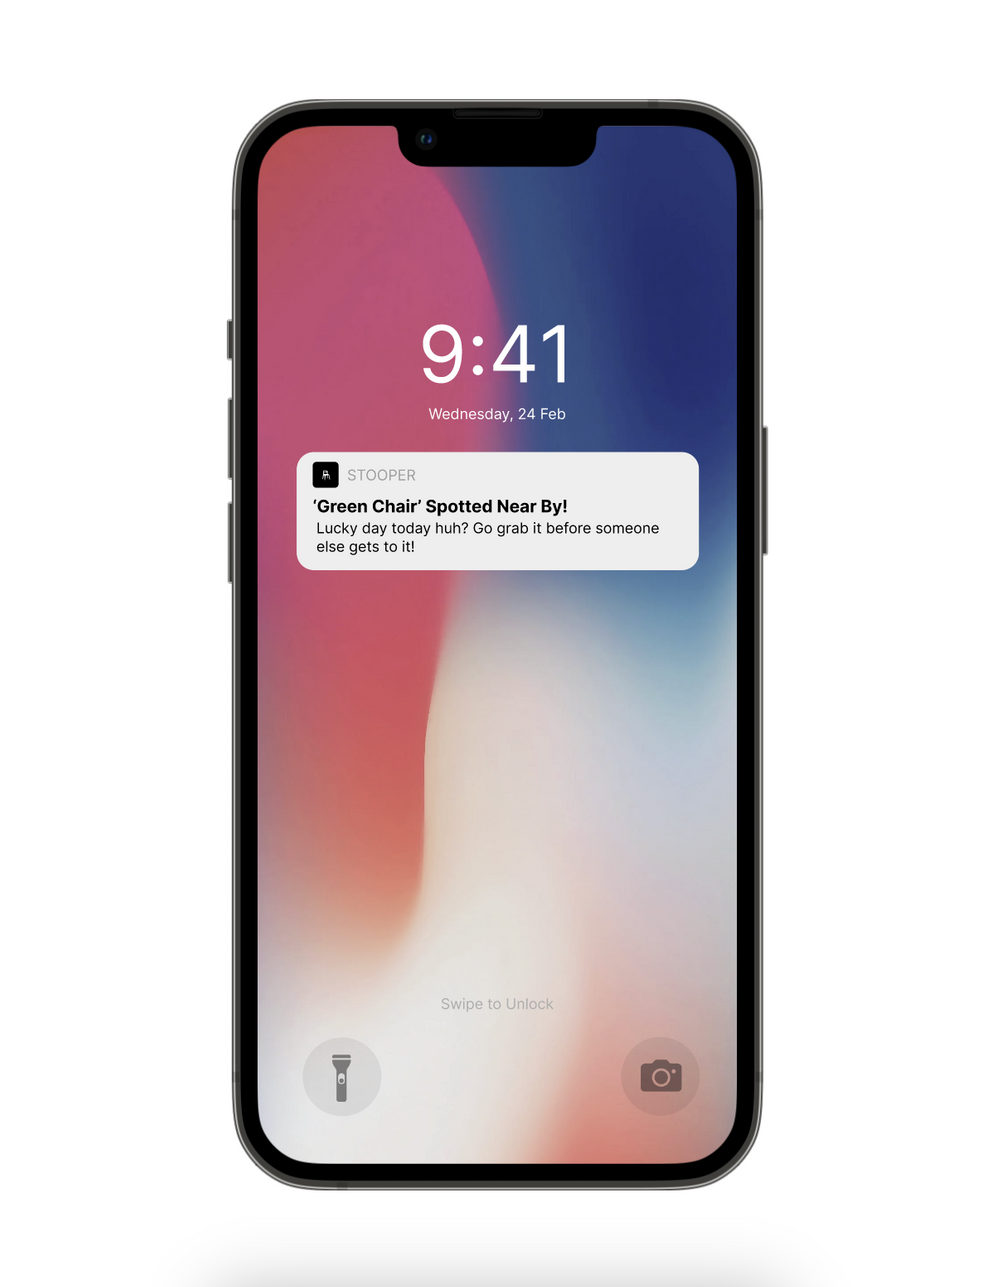 9:41
Wednesday, 24 Feb
STOOPER
‘Green Chair’ Spotted Near By!
Lucky day today huh? Go grab it before someone
else gets to it!
Swipe to Unlock